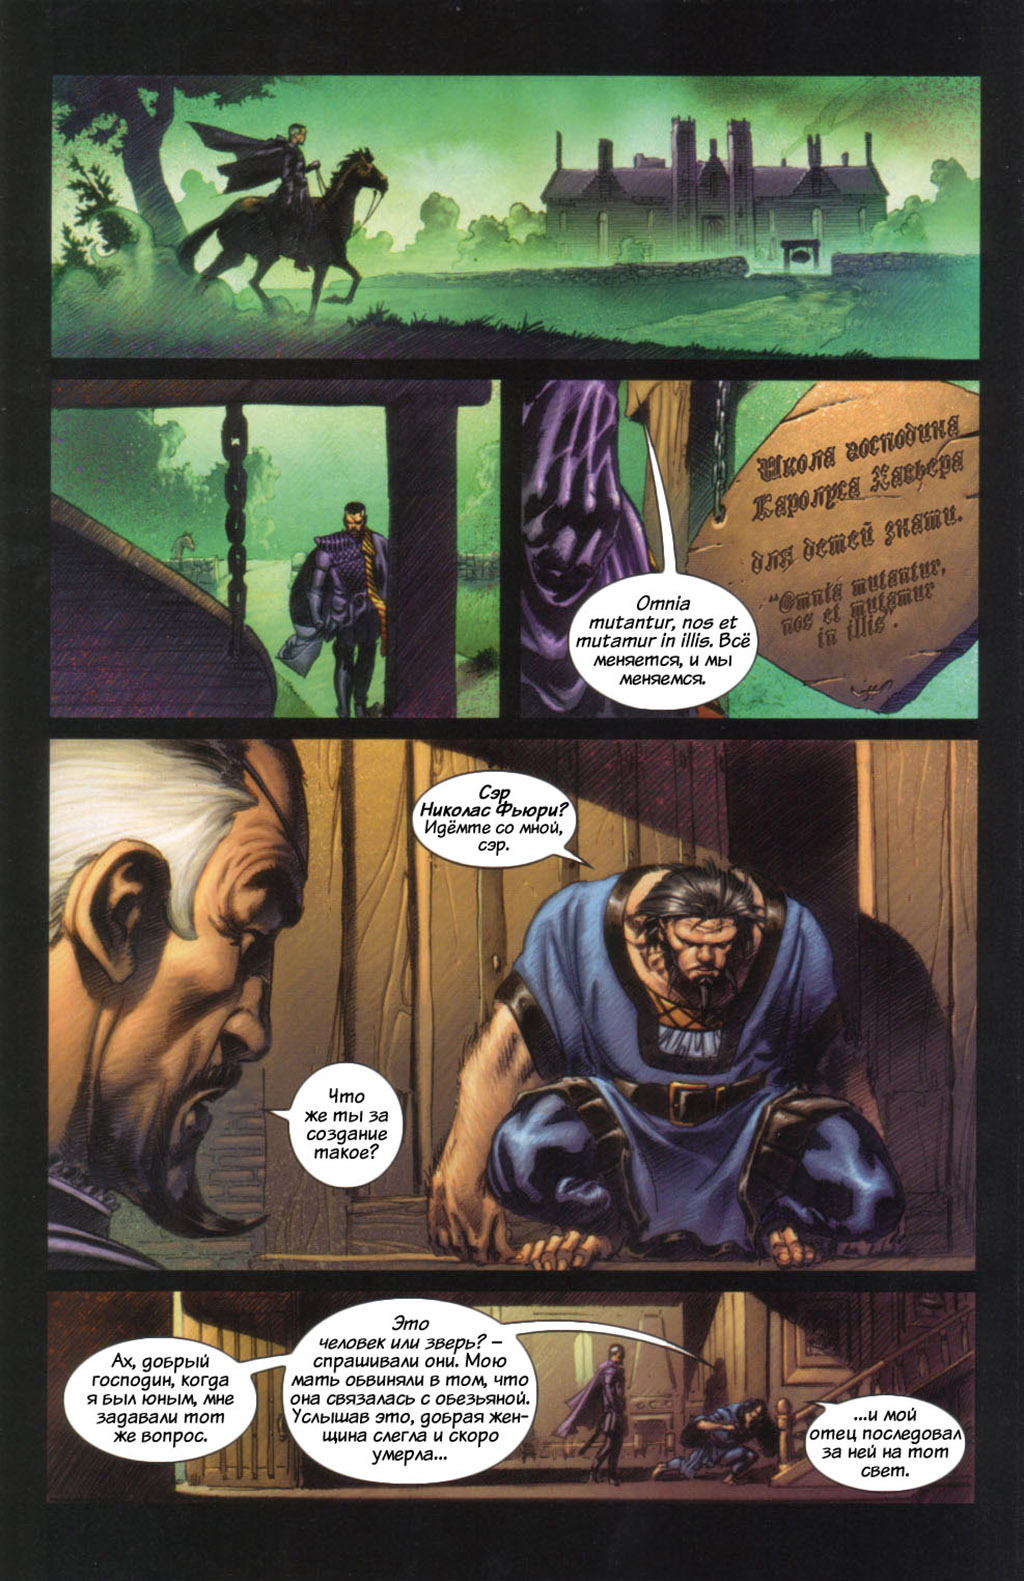 Школа господина
Каролуса Хавьера
для детей знати.
"Omnia mutantur,
nos et mutamur
in illis".
Omnia
mutantur, nos et
mutamur in illis. Всё
меняется, и мы
меняемся.
Сэр
Николас Фьюри?
Идёмте со мной,
сэр.
Что
же ты за
создание
такое?
Ах, добрый
господин, когда
я был юным, мне
задавали тот
же вопрос.
Это
человек или зверь? –
спрашивали они. Мою
мать обвиняли в том, что
она связалась с обезьяной.
Услышав это, добрая жен-
щина слегла и скоро
умерла...
...и мой
отец последовал
за ней на тот
свет.